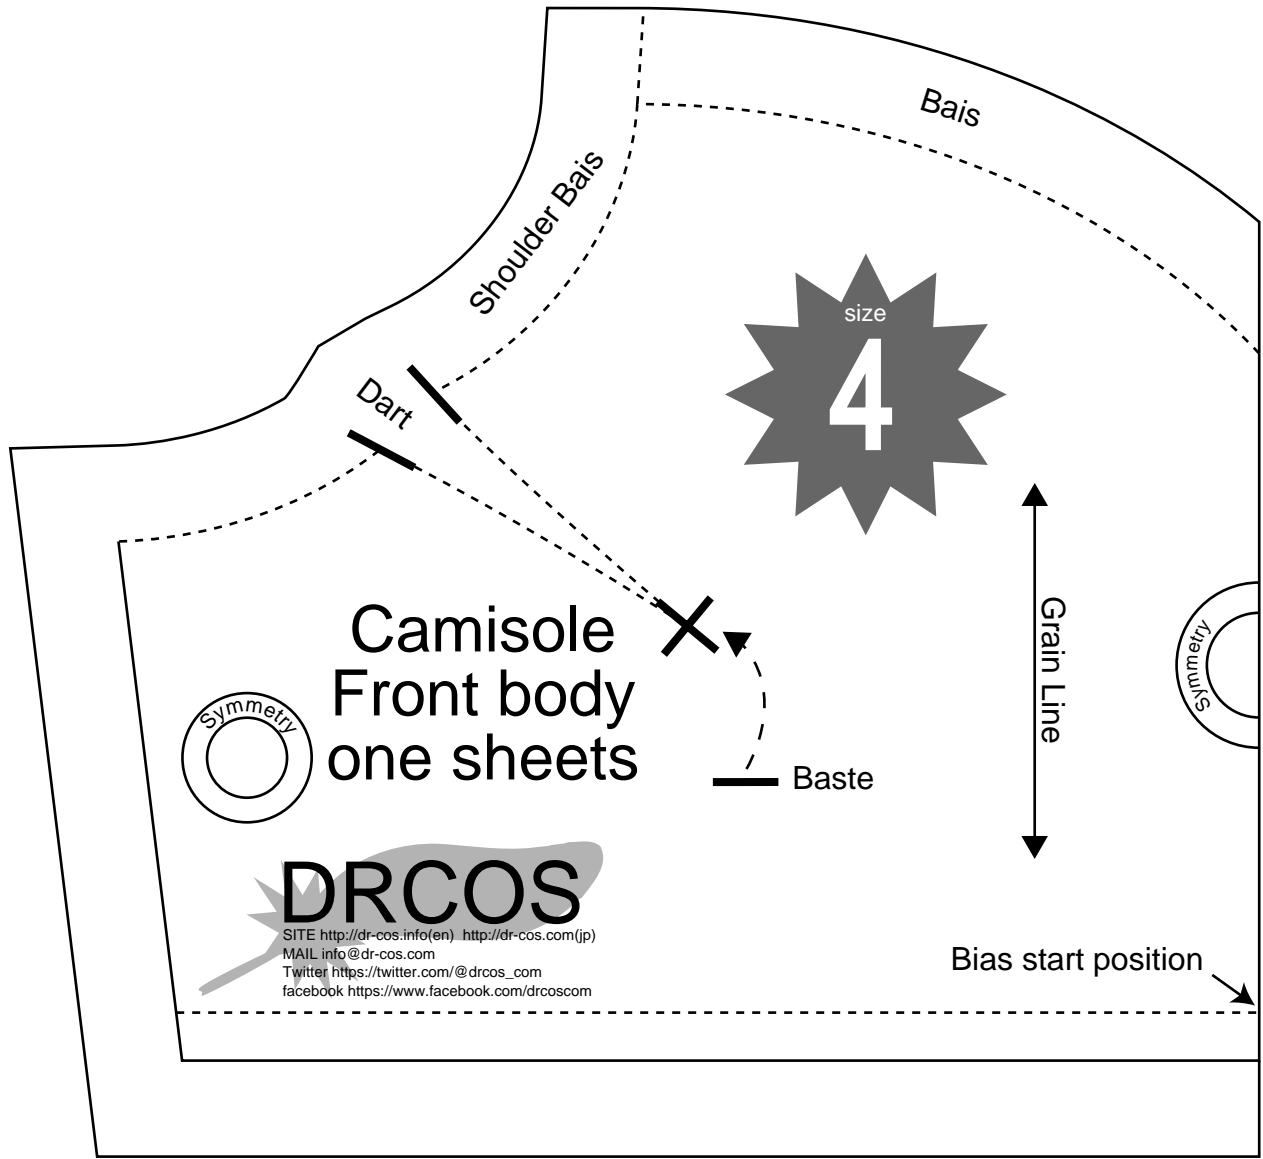 Bais
Shoulder Bais
size
4
Dart
Camisole
Front body
one sheets
Grain Line
Symmetry
Symmetry
Baste
DRCOS
SITE http://dr-cos.info(en)  http://dr-cos.com(jp)
MAIL info@dr-cos.com
Twitter https://twitter.com/@drcos_com
facebook https://www.facebook.com/drcoscom
Bias start position